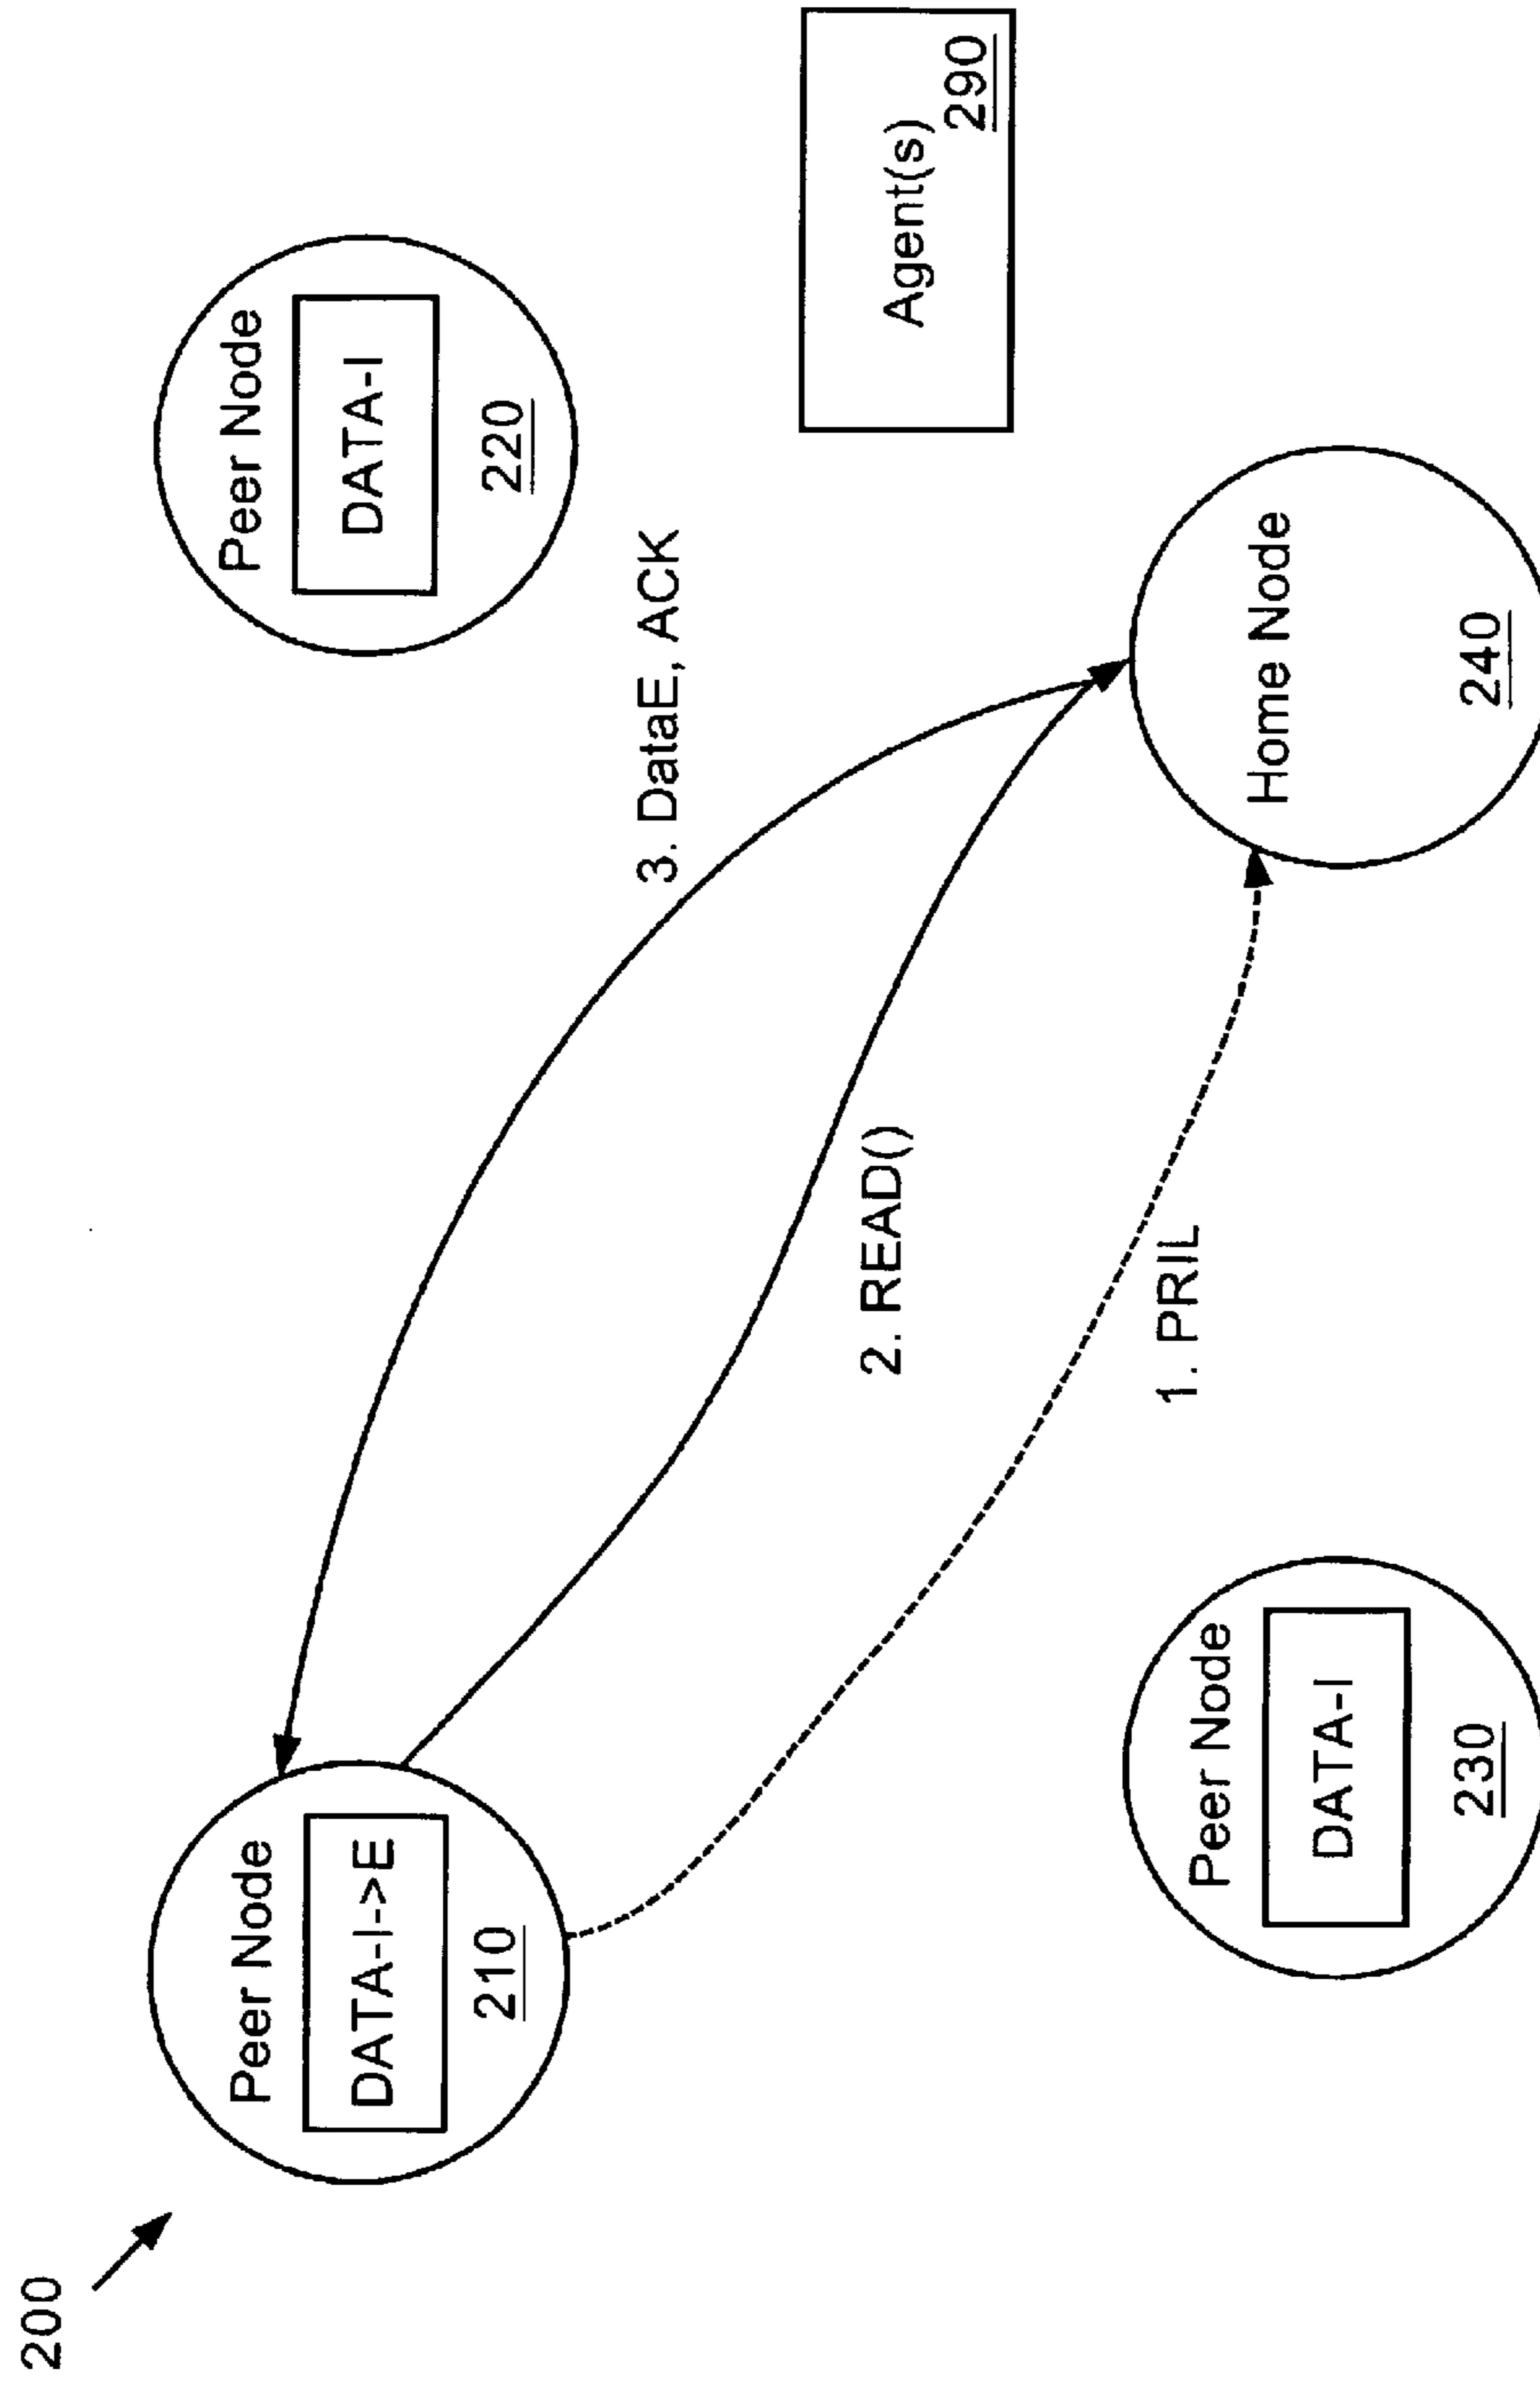 200
Peer Node
DATA-I->E
210
Peer Node
DATA-I
220
3. DataE, ACK
2. READ()
1. PRIL
Agent(s)
290
Peer Node
DATA-I
230
Home Node
240